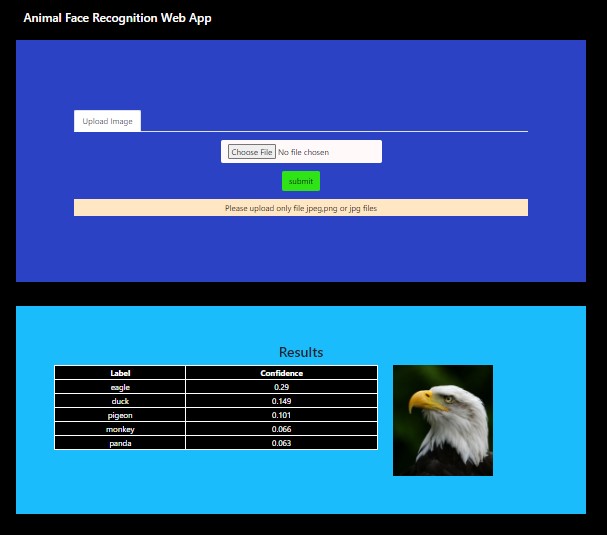 Animal Face Recognition Web App
Upload Image
Choose File No file chosen
submit
Please upload only file jpeg,png or jpg files
Results
Label Confidence
eagle 0.29
duck 0.149
pigeon 0.101
monkey 0.066
panda 0.063